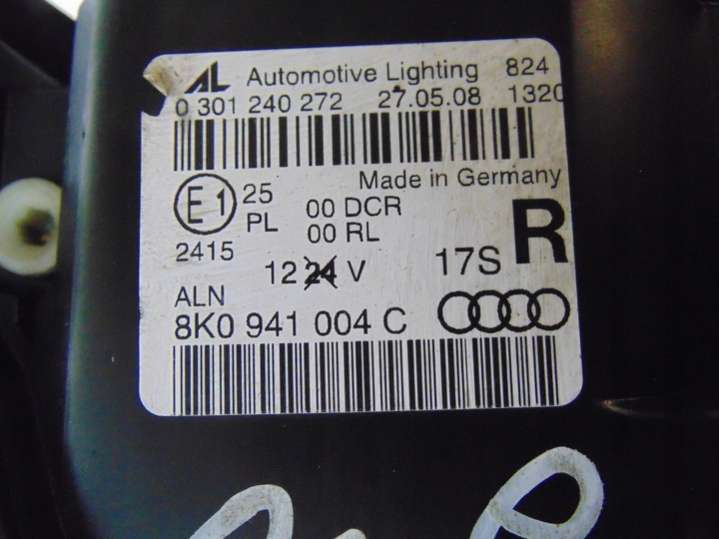 AL Automotive Lighting 824
0 301 240 272 27.05.08 1320
Made in Germany
E1 25 PL 00 DCR
00 RL
2415
12 24 V 17S R
ALN
8K0 941 004 C